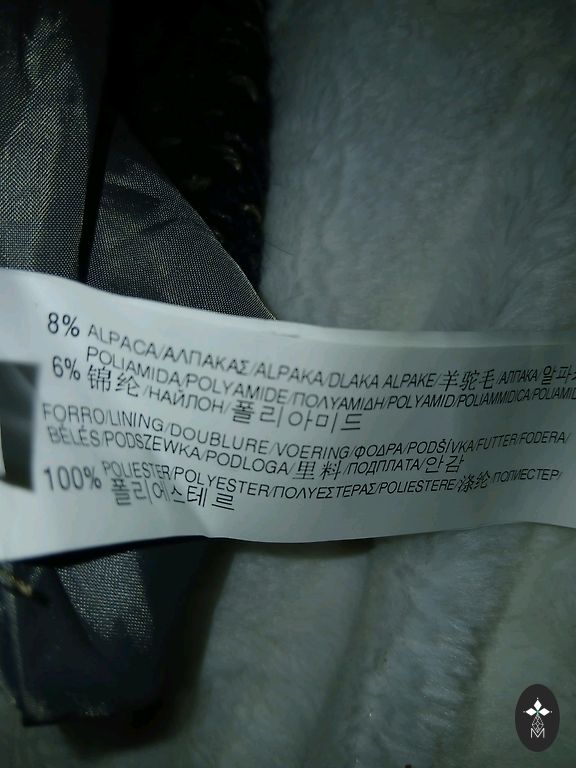 8% ALPACA/ΑΛΠΑΚΑΣ/ALPAKA/DLAKA ALPAKE/羊驼毛/АЛПАКА/알파카
6% POLIAMIDA/POLYAMIDE/ΠΟΛΥΑΜΙΔΗ/POLYAMID/POLIAMMIDICA/POLIAMID
锦纶/НАЙЛОН/폴리아미드
FORRO/LINING/DOUBLURE/VOERING/ΦΟΔΡΑ/PODŠÍVKA/FUTTER/FODERA/
BÉLÉS/PODSZEWKA/PODLOGA/里料/ПОДПЛАТА/안감
100% POLIESTER/POLYESTER/ΠΟΛΥΕΣΤΕΡΑΣ/POLIESTERE/涤纶/ПОЛИЕСТЕР/
폴리에스테르
M